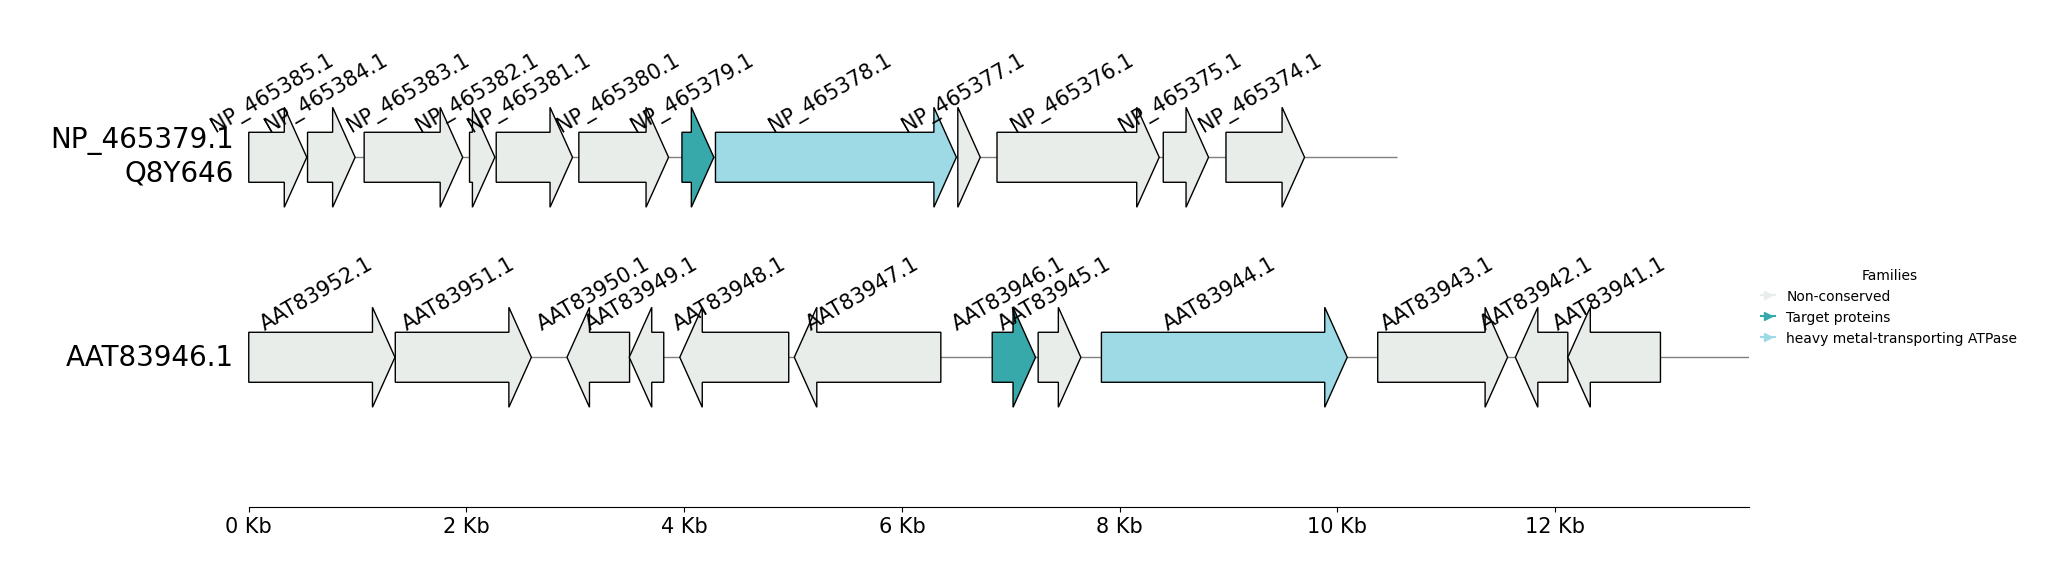 NP_465385.1
NP_465384.1
NP_465383.1
NP_465382.1
NP_465381.1
NP_465380.1
NP_465379.1
NP_465378.1
NP_465377.1
NP_465376.1
NP_465375.1
NP_465374.1
NP_465379.1
Q8Y646
AAT83952.1
AAT83951.1
AAT83950.1
AAT83949.1
AAT83948.1
AAT83947.1
AAT83946.1
AAT83945.1
AAT83944.1
AAT83943.1
AAT83942.1
AAT83941.1
AAT83946.1
Families
Non-conserved
Target proteins
heavy metal-transporting ATPase
0 Kb
2 Kb
4 Kb
6 Kb
8 Kb
10 Kb
12 Kb